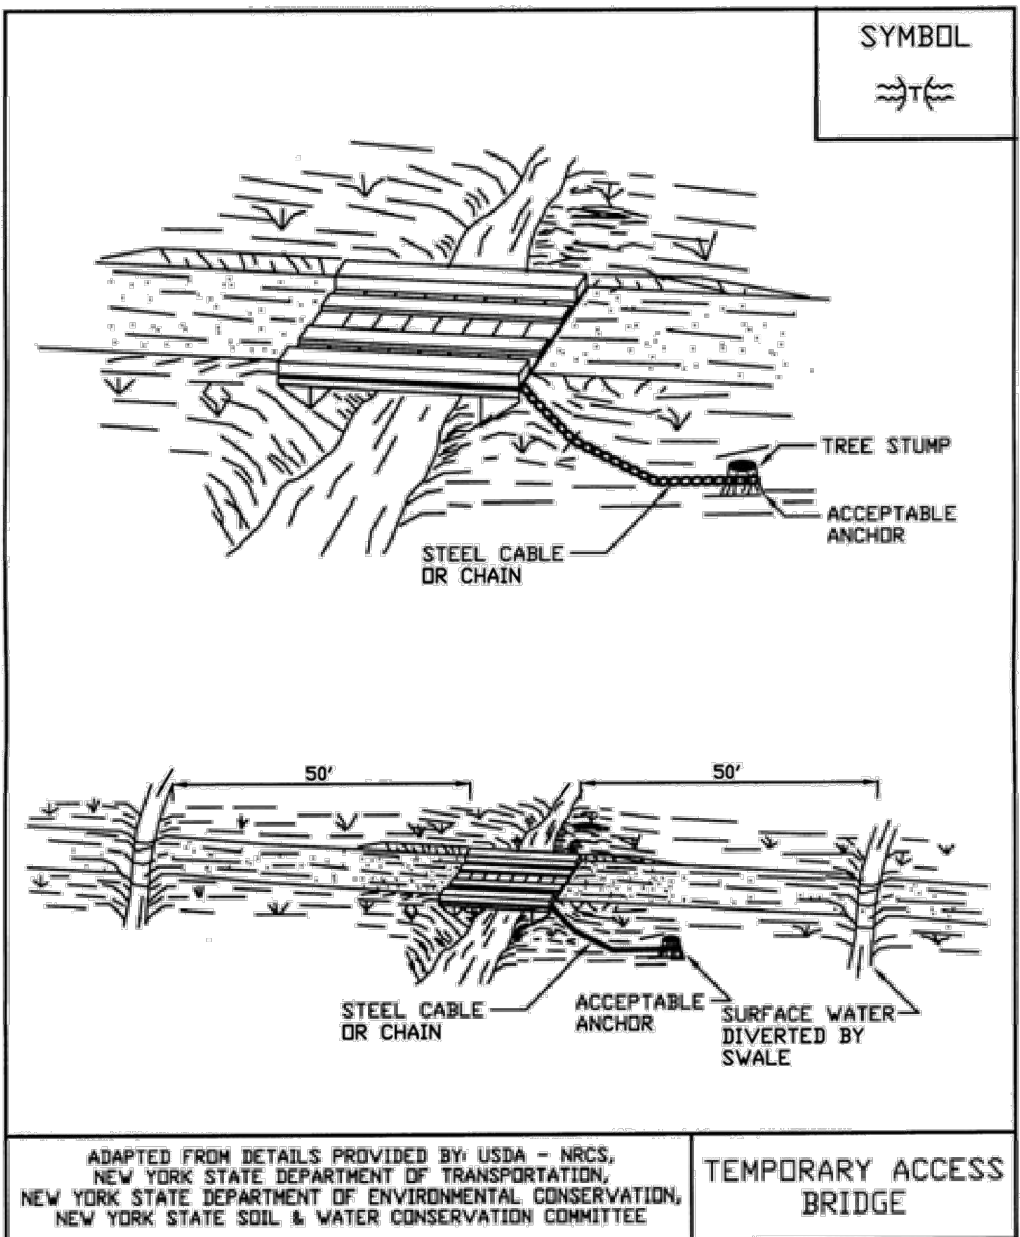 SYMBOL
T
TREE STUMP
ACCEPTABLE
ANCHOR
STEEL CABLE
OR CHAIN
50'
50'
STEEL CABLE
OR CHAIN
ACCEPTABLE
ANCHOR
SURFACE WATER
DIVERTED BY
SWALE
ADAPTED FROM DETAILS PROVIDED BY: USDA - NRCS,
NEW YORK STATE DEPARTMENT OF TRANSPORTATION,
NEW YORK STATE DEPARTMENT OF ENVIRONMENTAL CONSERVATION,
NEW YORK STATE SOIL & WATER CONSERVATION COMMITTEE
TEMPORARY ACCESS
BRIDGE